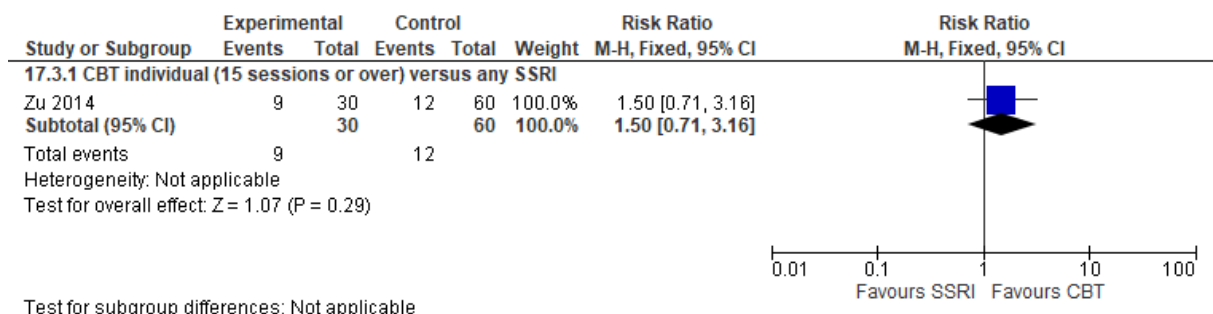 Experimental Control Risk Ratio Risk Ratio
Study or Subgroup Events Total Events Total Weight M-H, Fixed, 95% CI M-H, Fixed, 95% CI
17.3.1 CBT individual (15 sessions or over) versus any SSRI
Zu 2014 9 30 12 60 100.0% 1.50 [0.71, 3.16]
Subtotal (95% CI) 30 60 100.0% 1.50 [0.71, 3.16]
Total events 9 12
Heterogeneity: Not applicable
Test for overall effect: Z = 1.07 (P = 0.29)
0.01 0.1 1 10 100
Favours SSRI Favours CBT
Test for subgroup differences: Not applicable